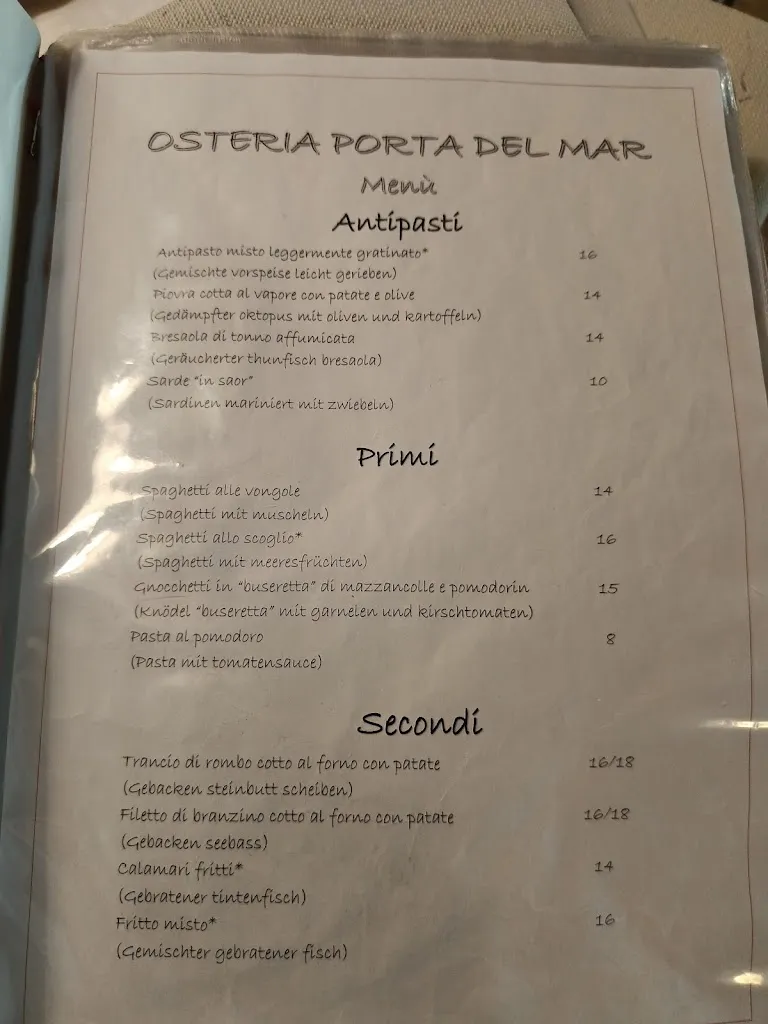 OSTERIA PORTA DEL MAR
Menù
Antipasti
Antipasto misto leggermente gratinato* 16
(Gemischte vorspeise leicht gerieben)
Piovra cotta al vapore con patate e olive 14
(Gedämpfter oktopus mit oliven und kartoffeln)
Bresaola di tonno affumicata 14
(Geräucherter thunfisch bresaola)
Sarde "in saor" 10
(Sardinen mariniert mit zwiebeln)
Primi
Spaghetti alle vongole 14
(Spaghetti mit muscheln)
Spaghetti allo scoglio* 16
(Spaghetti mit meeresfrüchten)
Gnocchetti in "buseretta" di mazzancolle e pomodorin 15
(Knödel "buseretta" mit garnelen und kirschtomaten)
Pasta al pomodoro 8
(Pasta mit tomatensauce)
Secondi
Trancio di rombo cotto al forno con patate 16/18
(Gebacken steinbutt scheiben)
Filetto di branzino cotto al forno con patate 16/18
(Gebacken seebass)
Calamari fritti* 14
(Gebratener tintenfisch)
Fritto misto* 16
(Gemischter gebratener fisch)